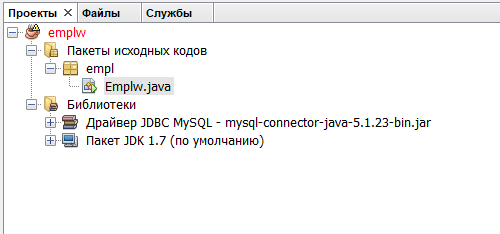 Проекты Файлы Службы
emplw
Пакеты исходных кодов
empl
Emplw.java
Библиотеки
Драйвер JDBC MySQL - mysql-connector-java-5.1.23-bin.jar
Пакет JDK 1.7 (по умолчанию)